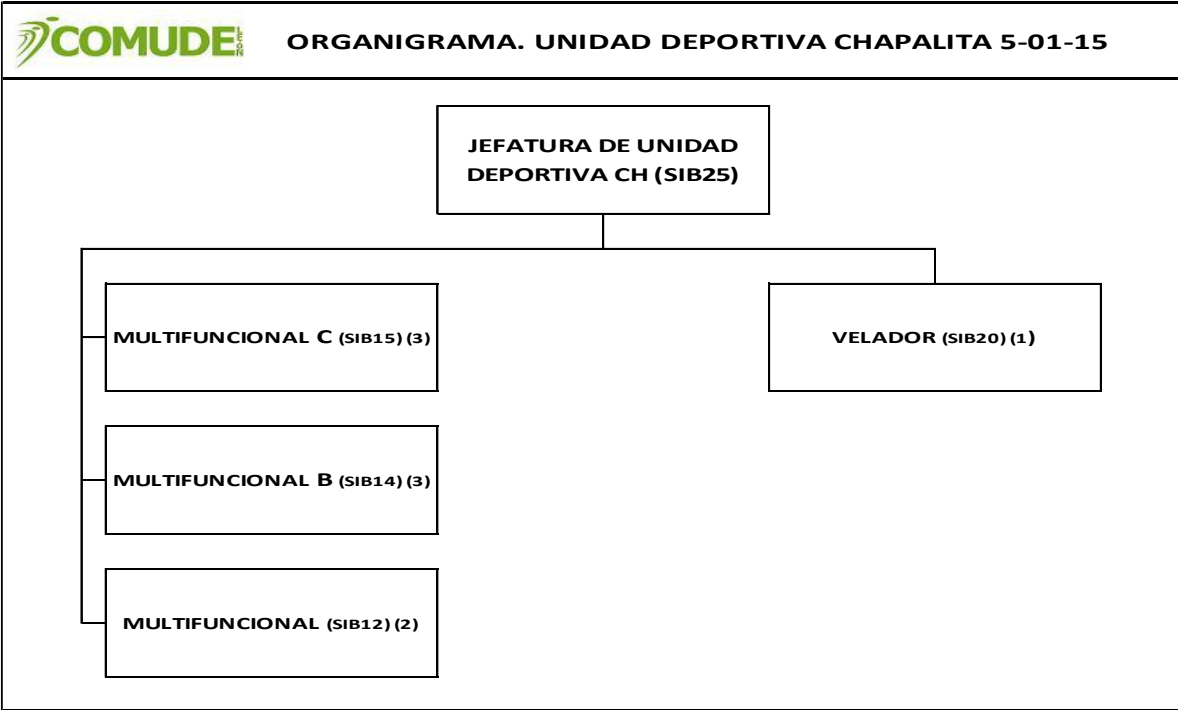 COMUDE LEÓN
ORGANIGRAMA. UNIDAD DEPORTIVA CHAPALITA 5-01-15
JEFATURA DE UNIDAD
DEPORTIVA CH (SIB25)
MULTIFUNCIONAL C (SIB15) (3)
VELADOR (SIB20) (1)
MULTIFUNCIONAL B (SIB14) (3)
MULTIFUNCIONAL (SIB12) (2)